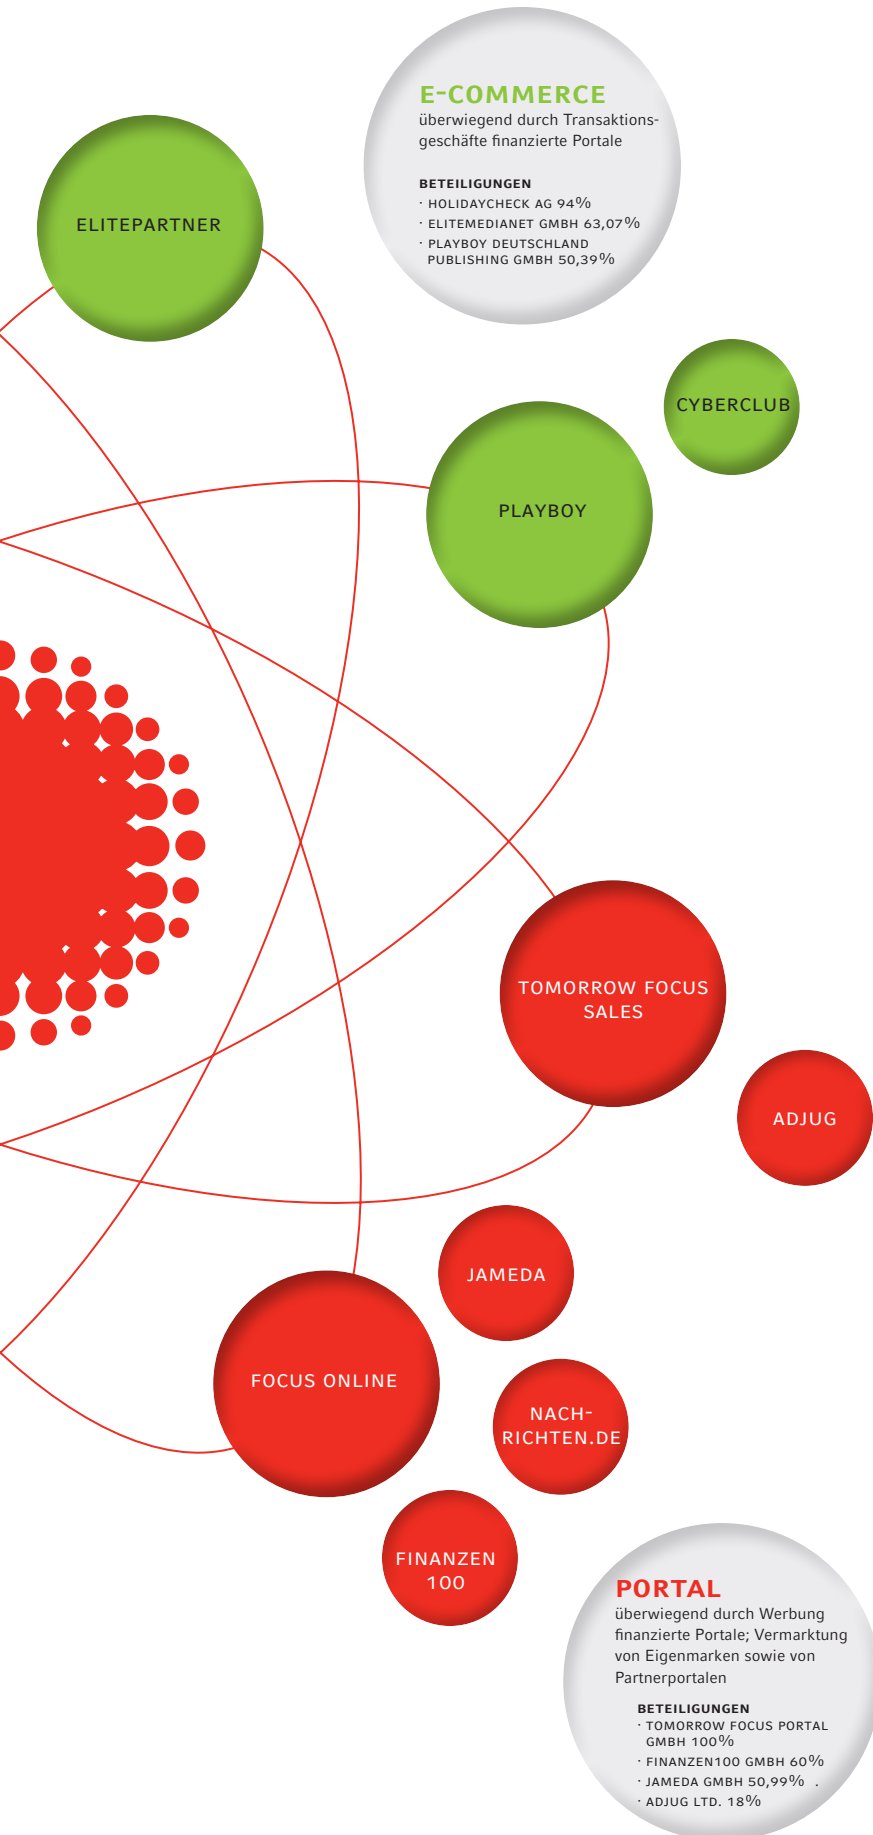 E-COMMERCE
überwiegend durch Transaktions-
geschäfte finanzierte Portale
BETEILIGUNGEN
· HOLIDAYCHECK AG 94%
· ELITEMEDIANET GMBH 63,07%
· PLAYBOY DEUTSCHLAND
PUBLISHING GMBH 50,39%
ELITEPARTNER
CYBERCLUB
PLAYBOY
TOMORROW FOCUS
SALES
ADJUG
JAMEDA
FOCUS ONLINE
NACH-
RICHTEN.DE
FINANZEN
100
PORTAL
überwiegend durch Werbung
finanzierte Portale; Vermarktung
von Eigenmarken sowie von
Partnerportalen
BETEILIGUNGEN
· TOMORROW FOCUS PORTAL
GMBH 100%
· FINANZEN100 GMBH 60%
· JAMEDA GMBH 50,99% .
· ADJUG LTD. 18%